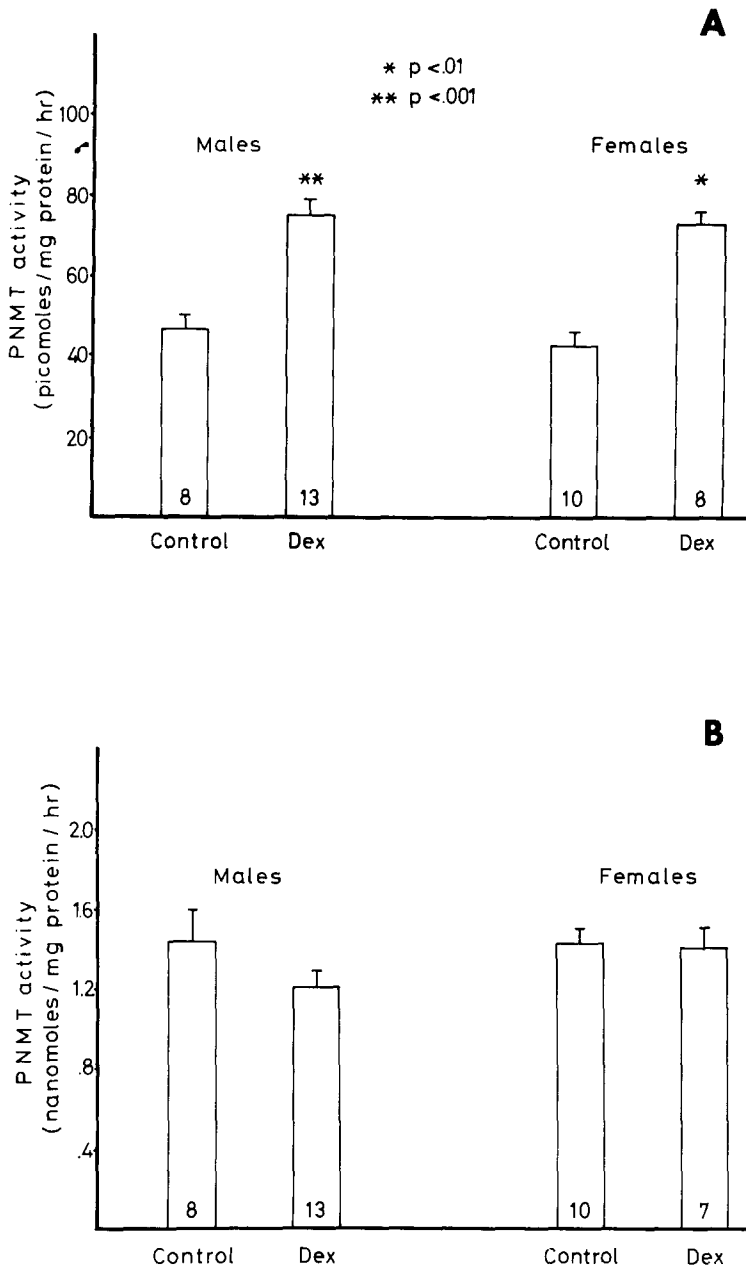 A
* p <.01
** p <.001
PNMT activity
(picomoles/mg protein/hr)
100
80
60
40
20
Males
Females
**
*
8
13
10
8
Control
Dex
Control
Dex
B
PNMT activity
(nanomoles/mg protein/hr)
2.0
1.6
1.2
.8
.4
Males
Females
8
13
10
7
Control
Dex
Control
Dex